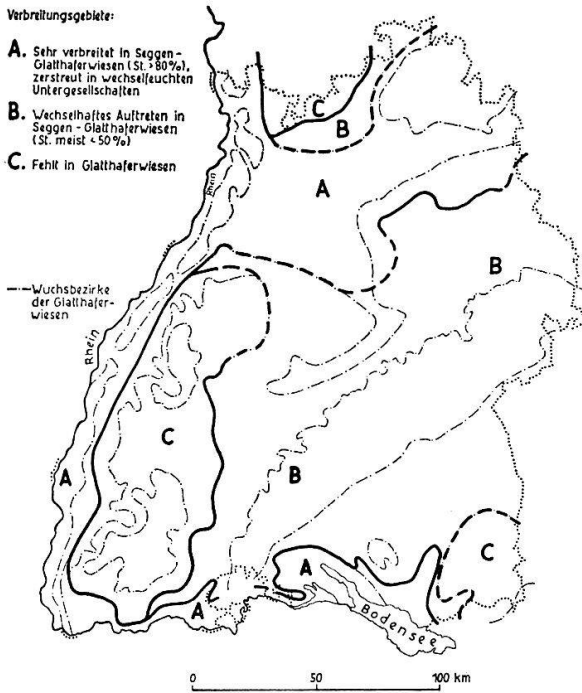 Verbreitungsgebiete:
A. Sehr verbreitet in Seggen-
Glatthaferwiesen (St. >80%),
zerstreut in wechselfeuchten
Untergesellschaften
B. Wechselhaftes Auftreten in
Seggen-Glatthaferwiesen
(St. meist <50%)
C. Fehlt in Glatthaferwiesen
—·—Wuchsbezirke
der Glatthafer-
wiesen
C
B
A
Rhein
B
Rhein
C
A
B
A
C
A
Bodensee
0 50 100 km